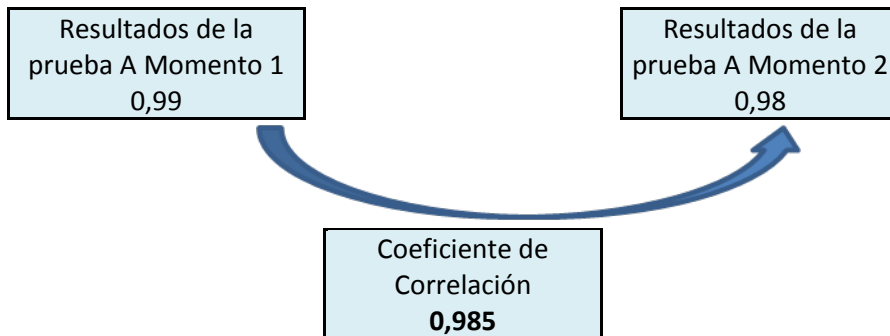 Resultados de la
prueba A Momento 1
0,99
Resultados de la
prueba A Momento 2
0,98
Coeficiente de
Correlación
0,985